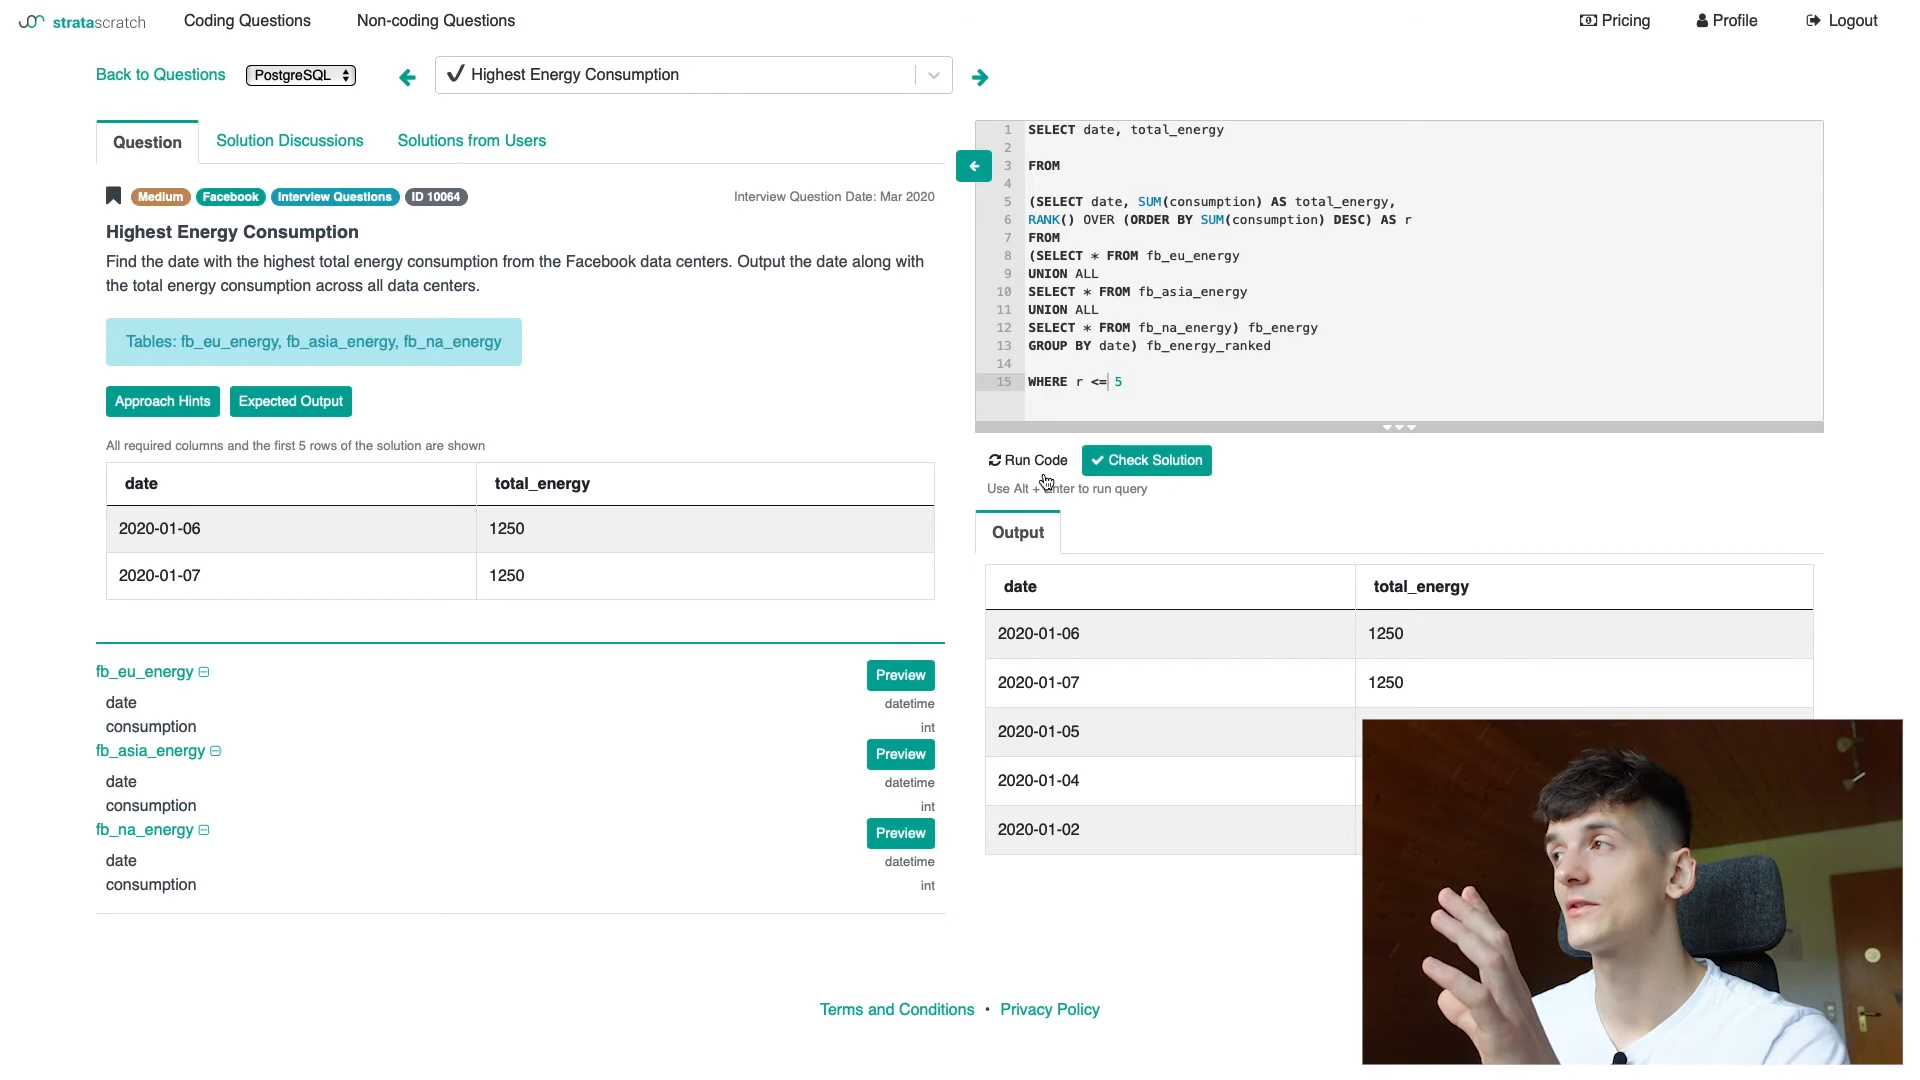 stratascratch
Coding Questions
Non-coding Questions
Pricing
Profile
Logout
Back to Questions
PostgreSQL
Highest Energy Consumption
Question
Solution Discussions
Solutions from Users
Medium
Facebook
Interview Questions
ID 10064
Interview Question Date: Mar 2020
Highest Energy Consumption
Find the date with the highest total energy consumption from the Facebook data centers. Output the date along with
the total energy consumption across all data centers.
Tables: fb_eu_energy, fb_asia_energy, fb_na_energy
Approach Hints
Expected Output
All required columns and the first 5 rows of the solution are shown
date total_energy
2020-01-06 1250
2020-01-07 1250
fb_eu_energy Preview
date datetime
consumption int
fb_asia_energy Preview
date datetime
consumption int
fb_na_energy Preview
date datetime
consumption int
1 SELECT date, total_energy
2
3 FROM
4
5 (SELECT date, SUM(consumption) AS total_energy,
6 RANK() OVER (ORDER BY SUM(consumption) DESC) AS r
7 FROM
8 (SELECT * FROM fb_eu_energy
9 UNION ALL
10 SELECT * FROM fb_asia_energy
11 UNION ALL
12 SELECT * FROM fb_na_energy) fb_energy
13 GROUP BY date) fb_energy_ranked
14
15 WHERE r <= 5
Run Code
Check Solution
Use Alt + Enter to run query
Output
date total_energy
2020-01-06 1250
2020-01-07 1250
2020-01-05
2020-01-04
2020-01-02
Terms and Conditions • Privacy Policy